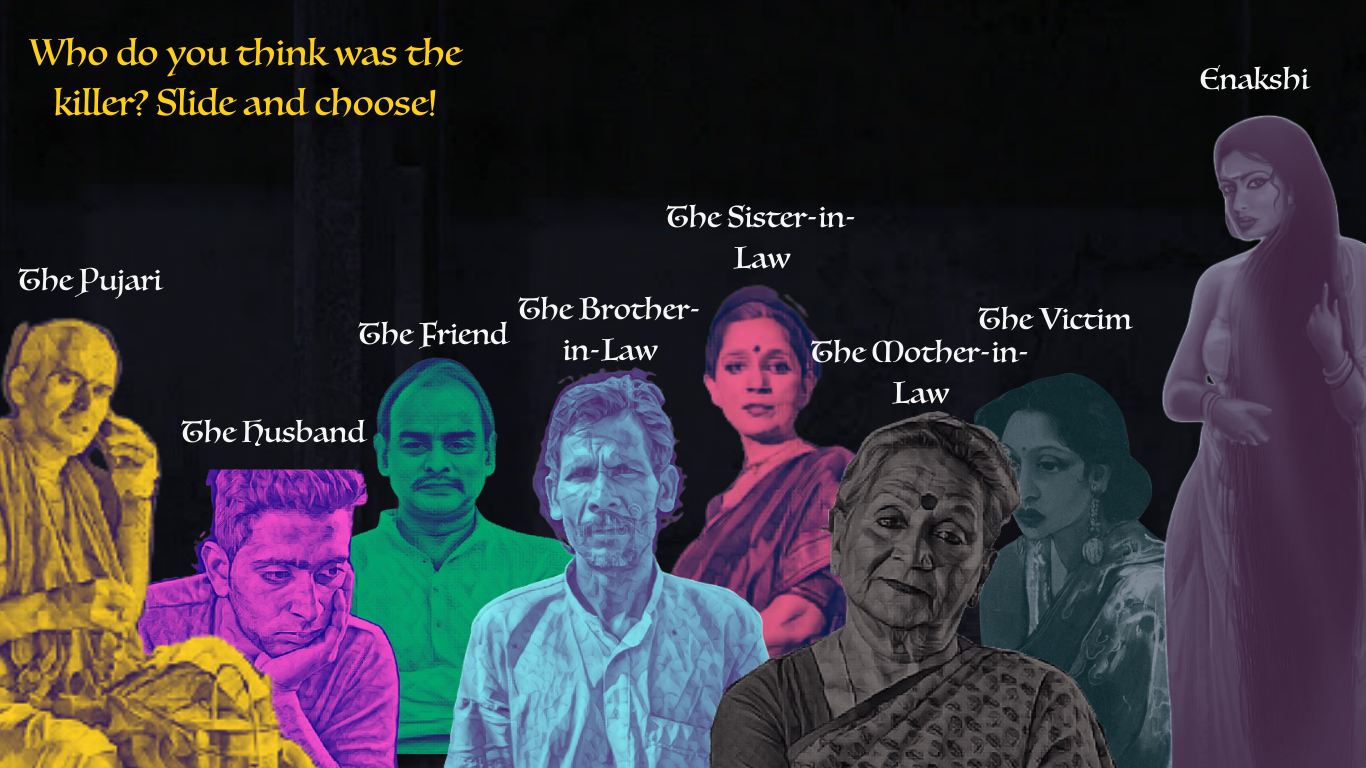 Who do you think was the
killer? Slide and choose!
Enakshi
The Sister-in-
Law
The Pujari
The Brother-
in-Law
The Friend
The Victim
The Mother-in-
Law
The Husband